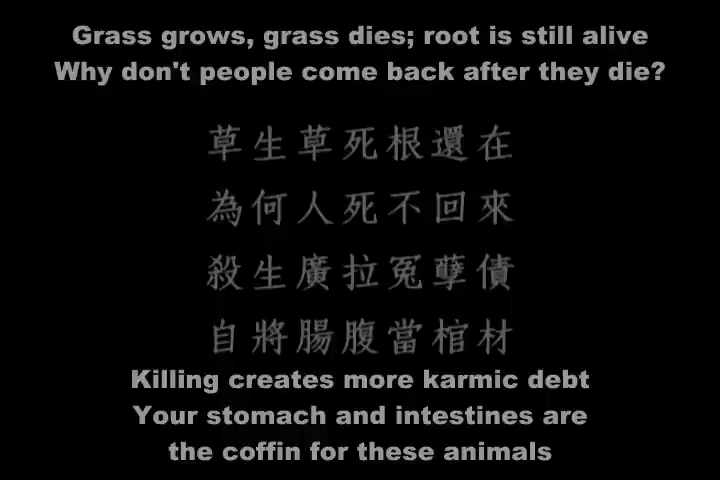 Grass grows, grass dies; root is still alive
Why don't people come back after they die?
草生草死根還在
為何人死不回來
殺生廣拉冤孽債
自將腸腹當棺材
Killing creates more karmic debt
Your stomach and intestines are
the coffin for these animals